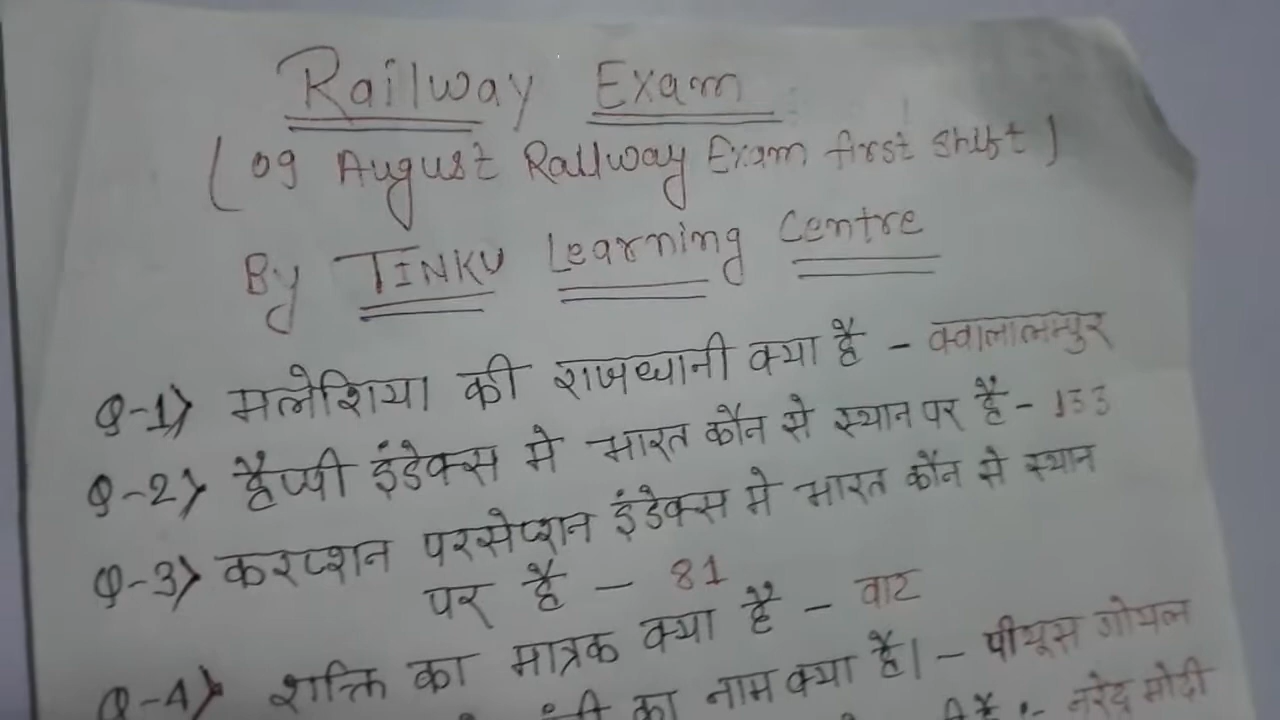 Railway Exam
(09 August Railway Exam first shift)
By TINKU Learning Centre
Q-1) मलेशिया की राजधानी क्या है - क्वालालम्पुर
Q-2) हैप्पी इंडेक्स मे भारत कौन से स्थान पर है - 133
Q-3) करप्शन परसेप्शन इंडेक्स मे भारत कौन से स्थान
पर है - 81
Q-4) शक्ति का मात्रक क्या है - वाट
का नाम क्या है। - पीयूस गोयल
है :- नरेंद्र मोदी